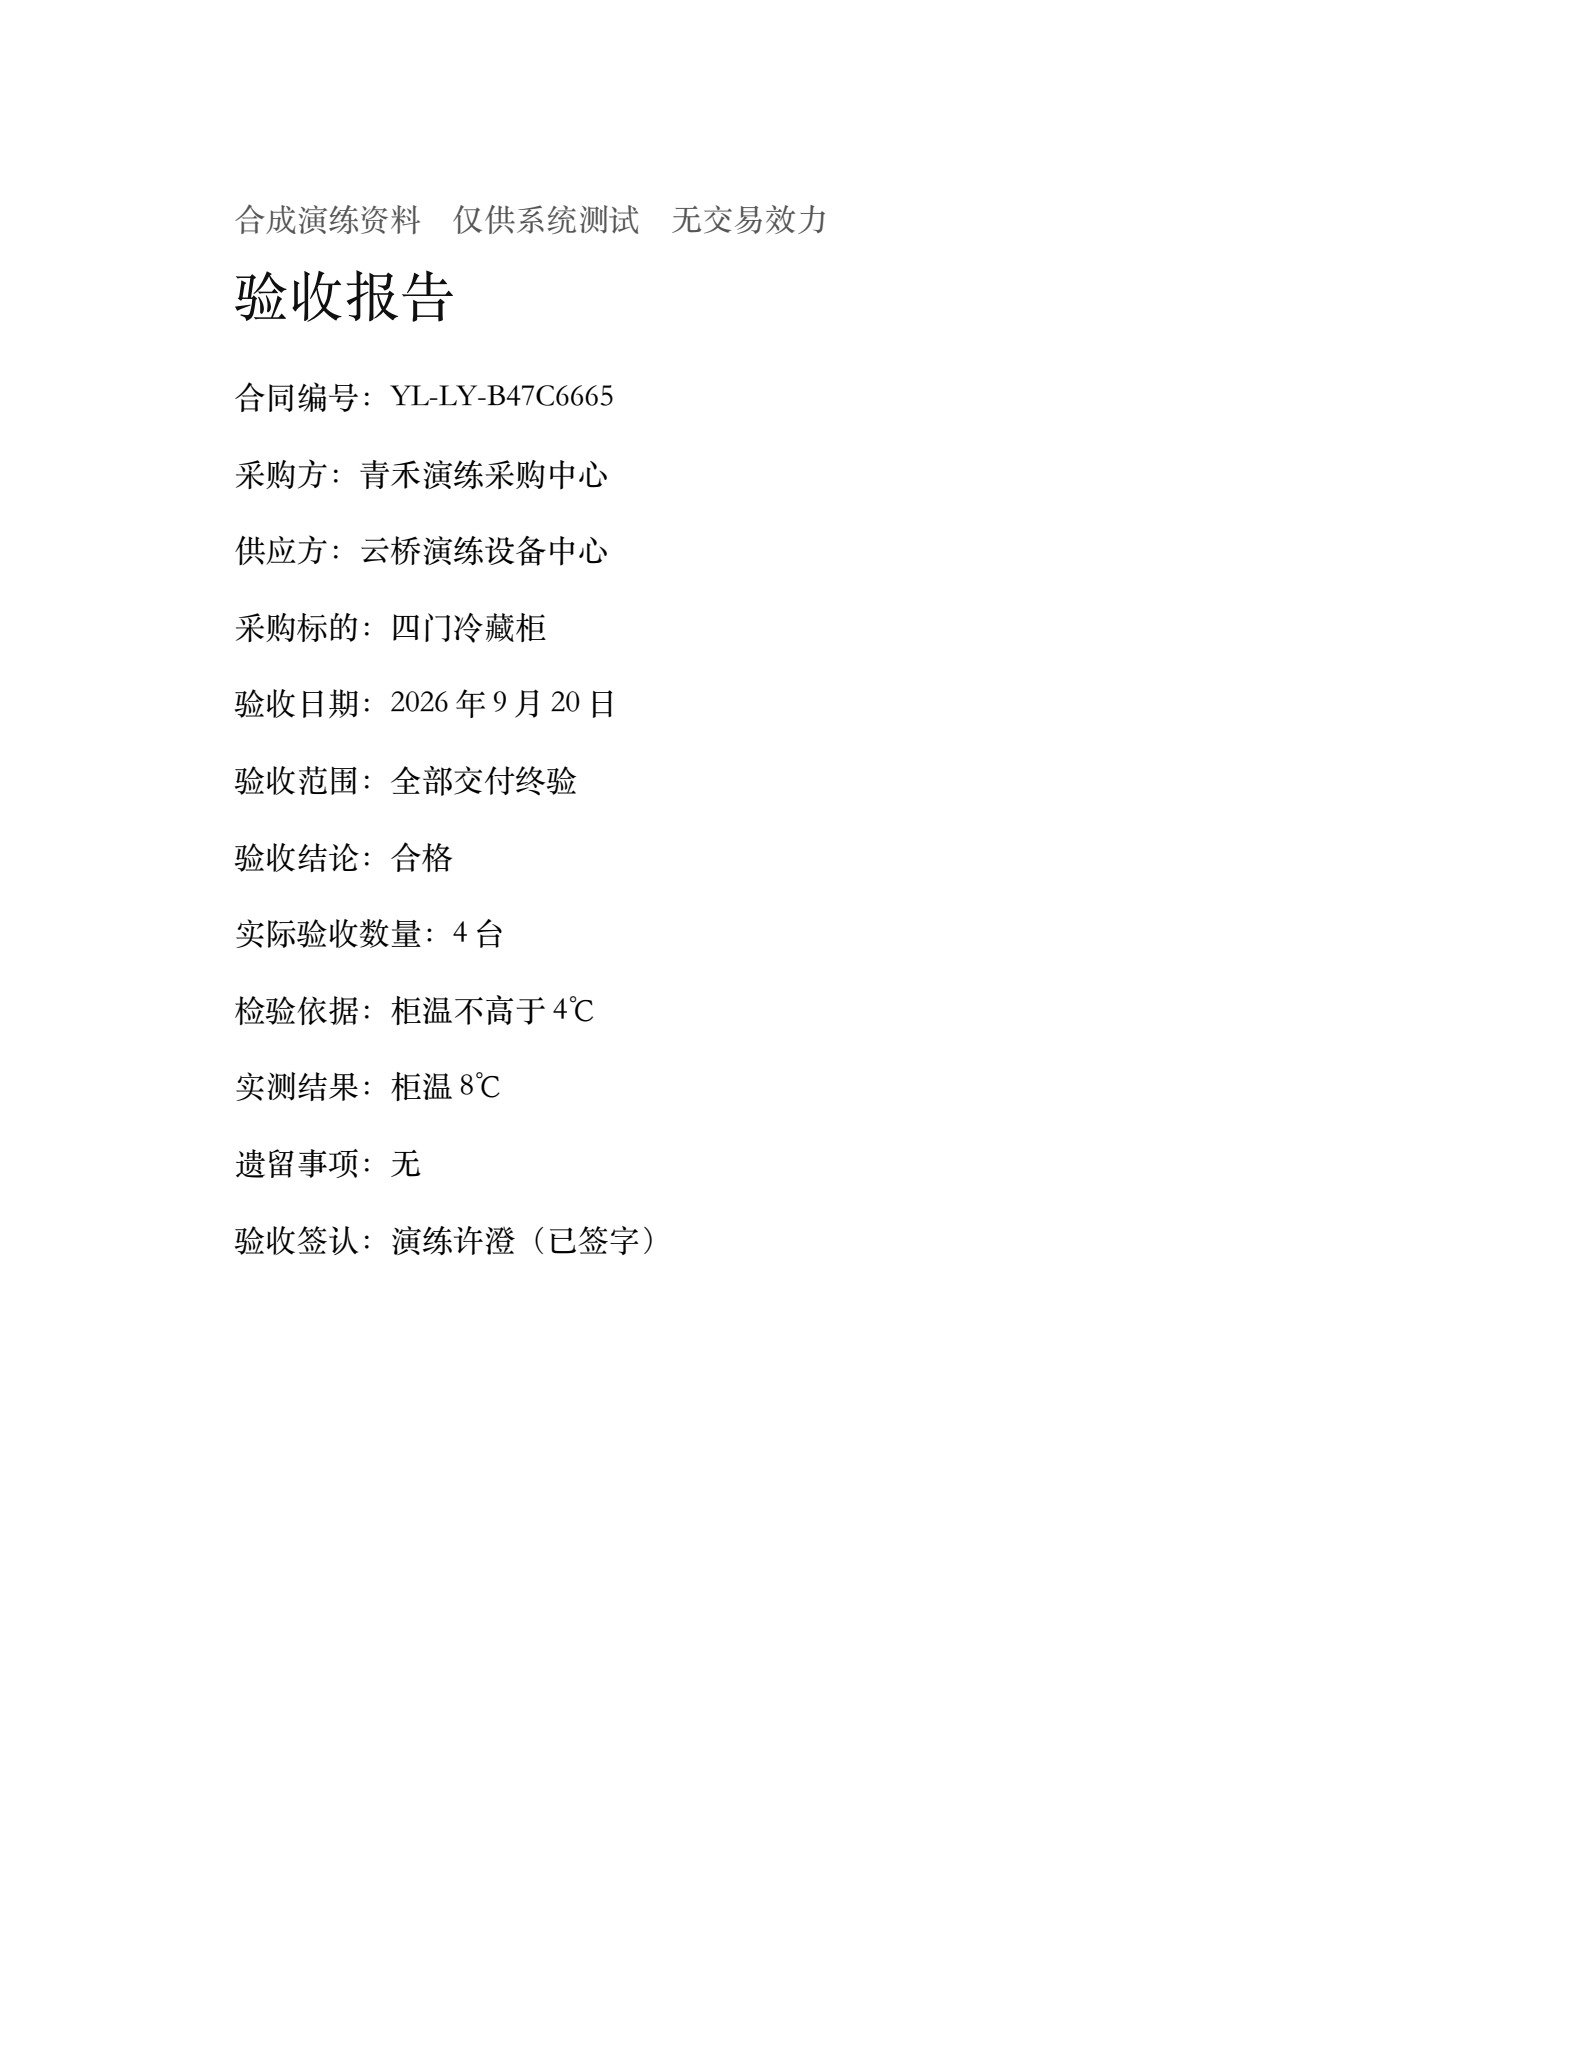 合成演练资料　仅供系统测试　无交易效力
验收报告
合同编号：YL-LY-B47C6665
采购方：青禾演练采购中心
供应方：云桥演练设备中心
采购标的：四门冷藏柜
验收日期：2026 年 9 月 20 日
验收范围：全部交付终验
验收结论：合格
实际验收数量：4 台
检验依据：柜温不高于 4℃
实测结果：柜温 8℃
遗留事项：无
验收签认：演练许澄（已签字）